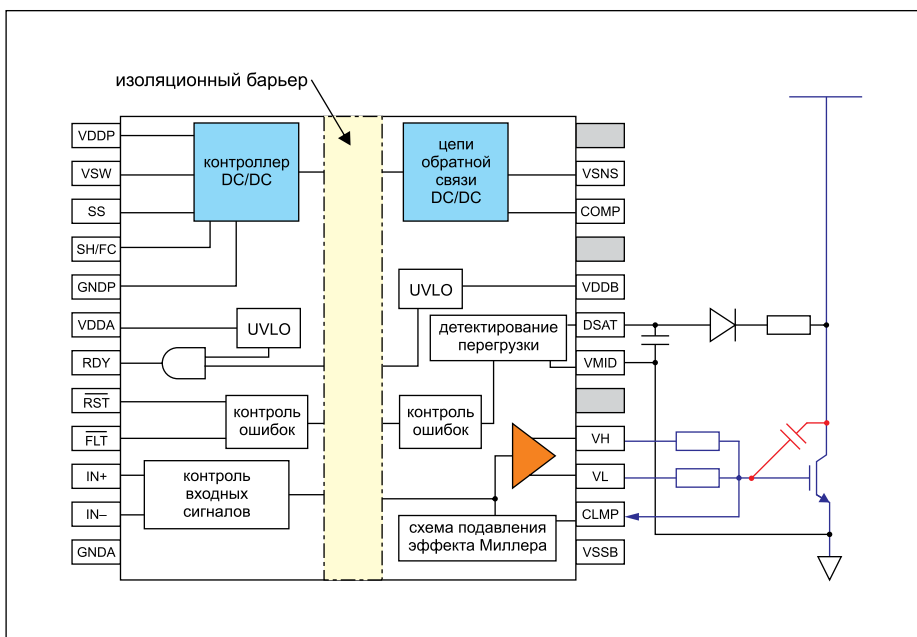 изоляционный барьер
VDDP
VSW
SS
SH/FC
GNDP
VDDA
RDY
RST
FLT
IN+
IN–
GNDA
контроллер
DC/DC
UVLO
контроль
ошибок
контроль
входных
сигналов
цепи
обратной
связи
DC/DC
UVLO
детектирование
перегрузки
контроль
ошибок
схема подавления
эффекта Миллера
VSNS
COMP
VDDB
DSAT
VMID
VH
VL
CLMP
VSSB